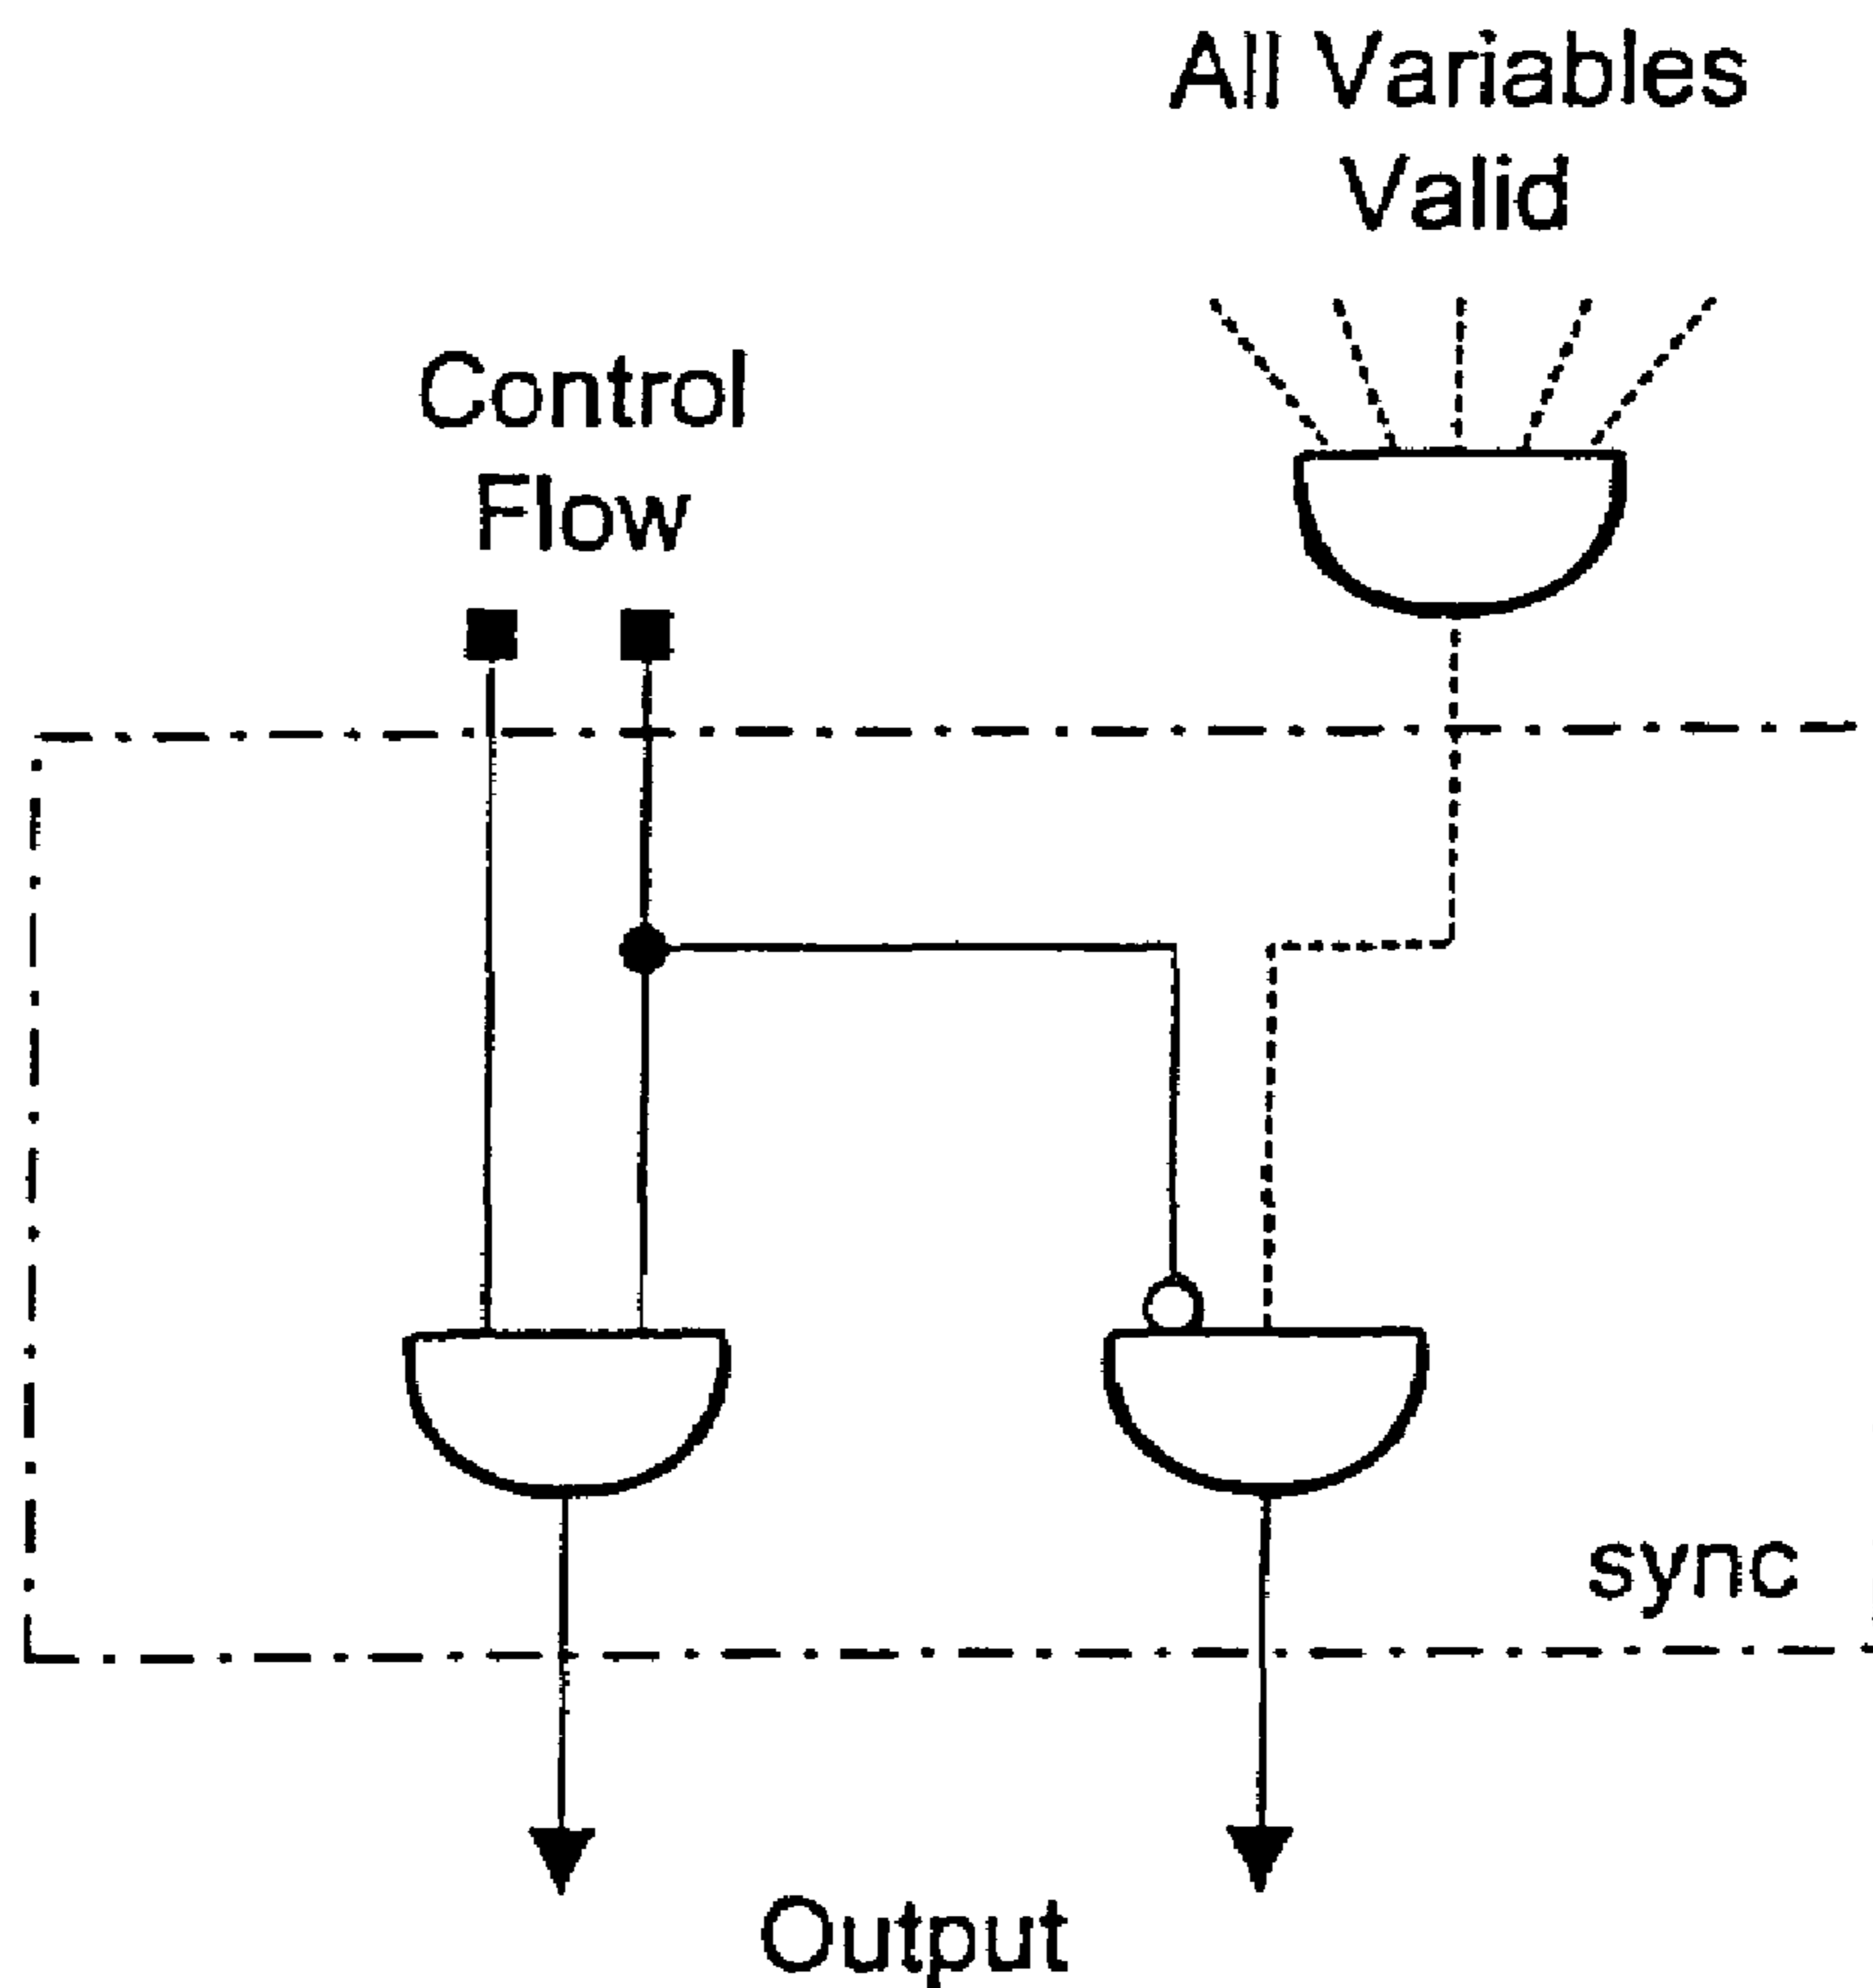 All Variables
Valid
Control
Flow
sync
Output